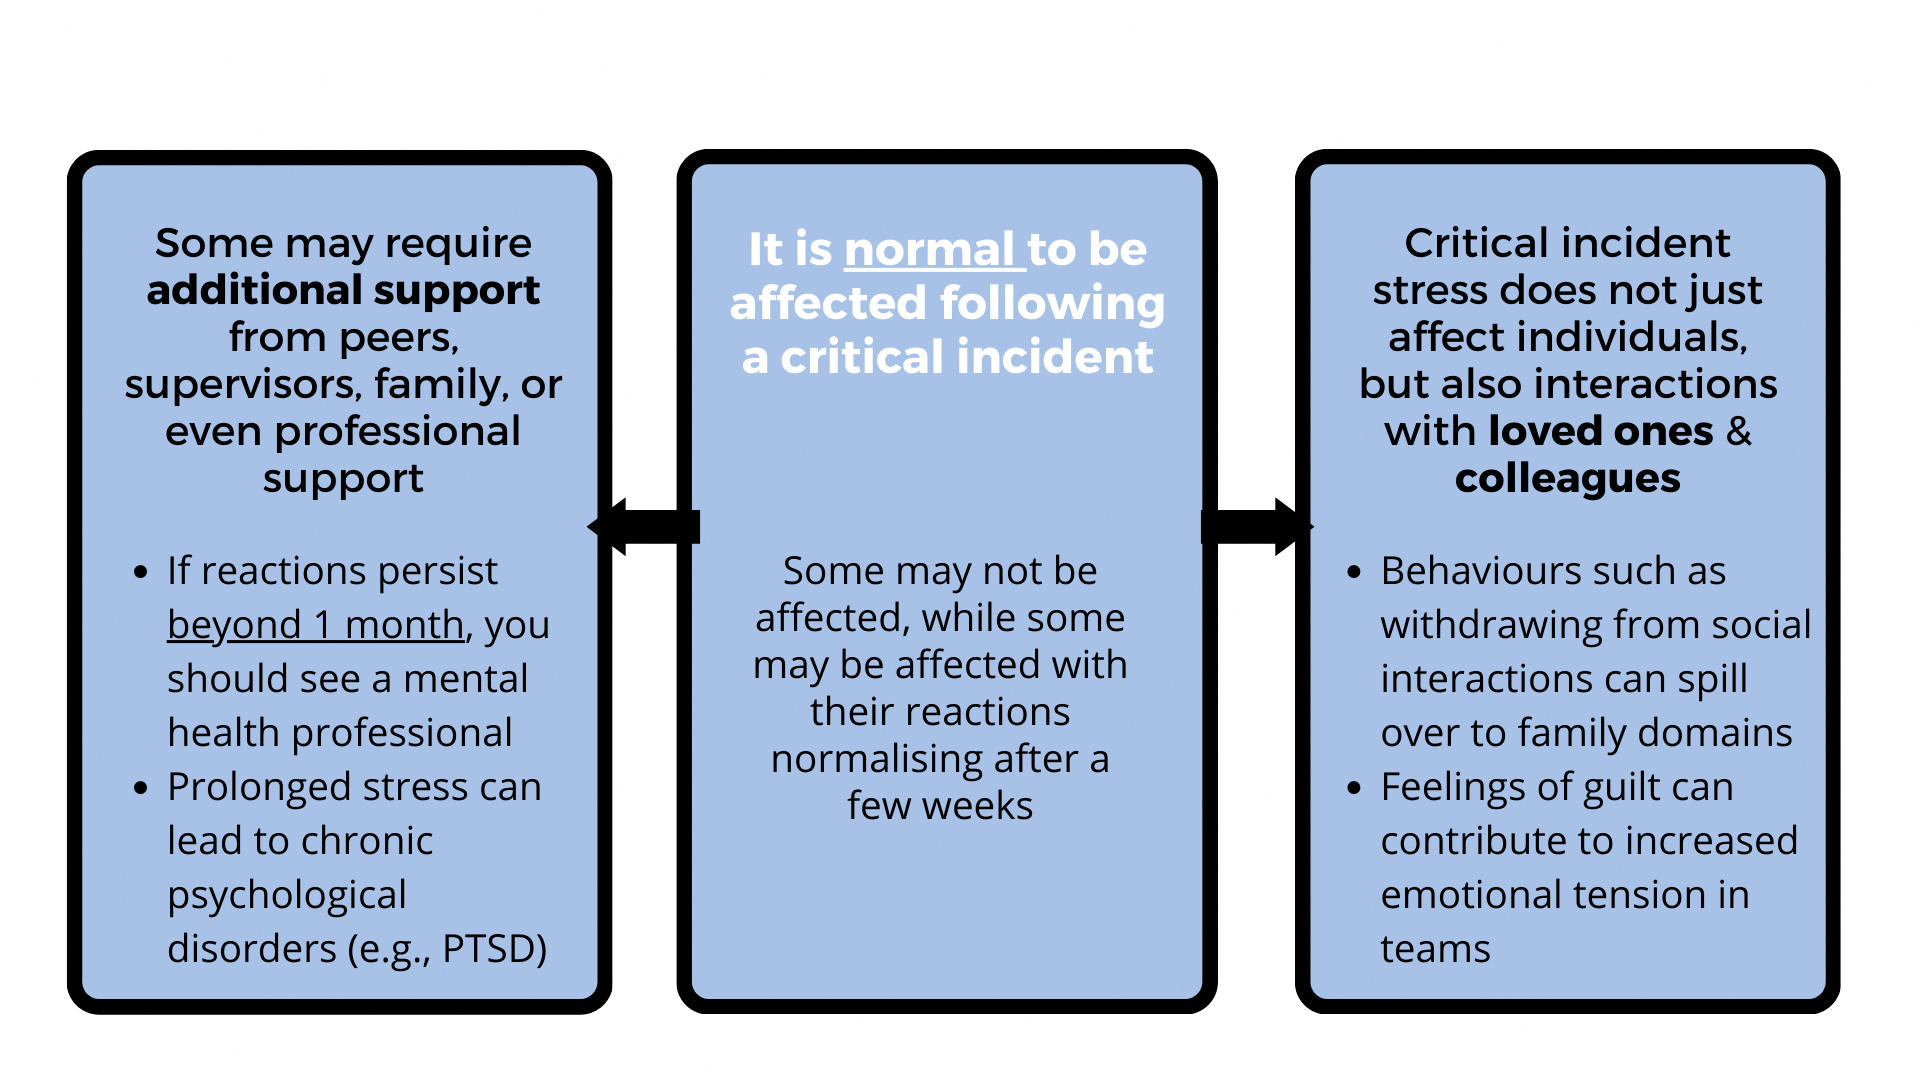 Some may require
additional support
from peers,
supervisors, family, or
even professional
support
• If reactions persist
beyond 1 month, you
should see a mental
health professional
• Prolonged stress can
lead to chronic
psychological
disorders (e.g., PTSD)
It is normal to be
affected following
a critical incident
Some may not be
affected, while some
may be affected with
their reactions
normalising after a
few weeks
Critical incident
stress does not just
affect individuals,
but also interactions
with loved ones &
colleagues
• Behaviours such as
withdrawing from social
interactions can spill
over to family domains
• Feelings of guilt can
contribute to increased
emotional tension in
teams